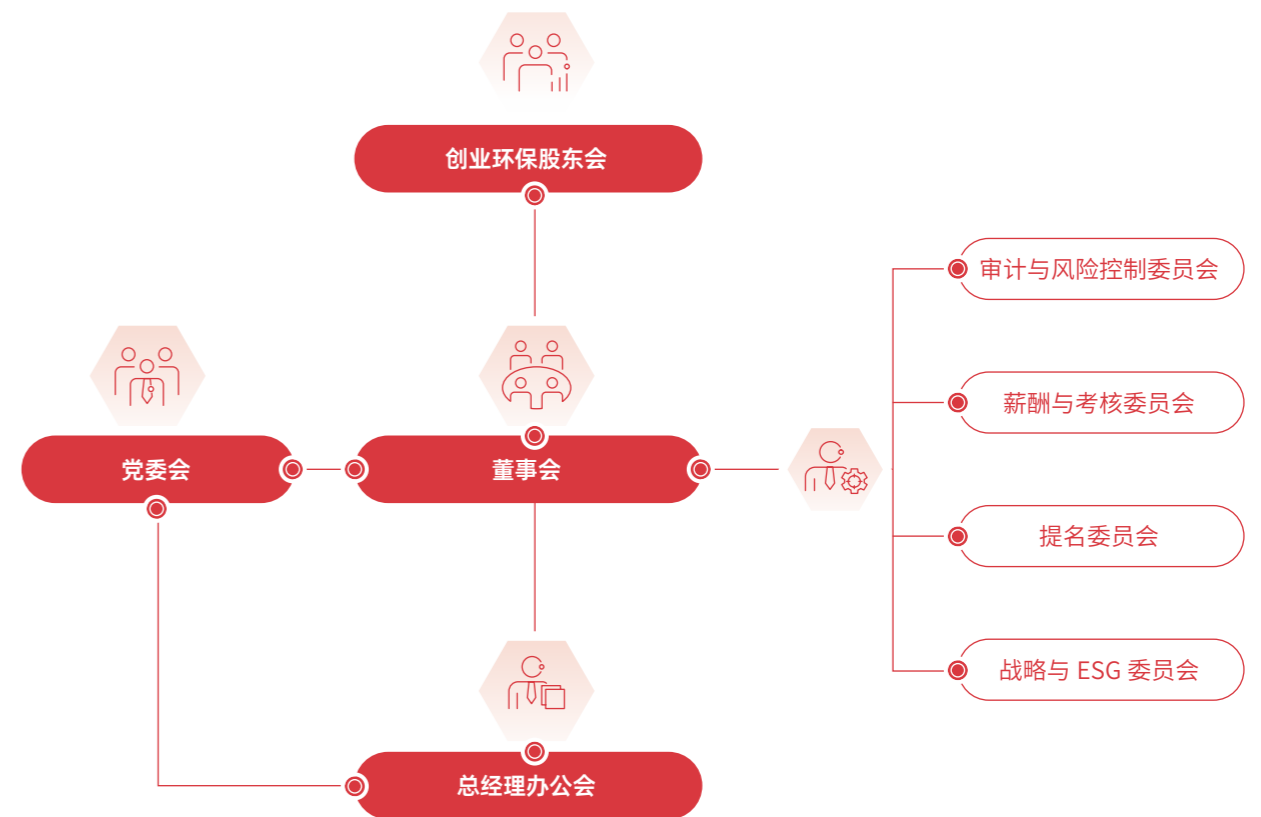 创业环保股东会
党委会
董事会
总经理办公会
审计与风险控制委员会
薪酬与考核委员会
提名委员会
战略与 ESG 委员会